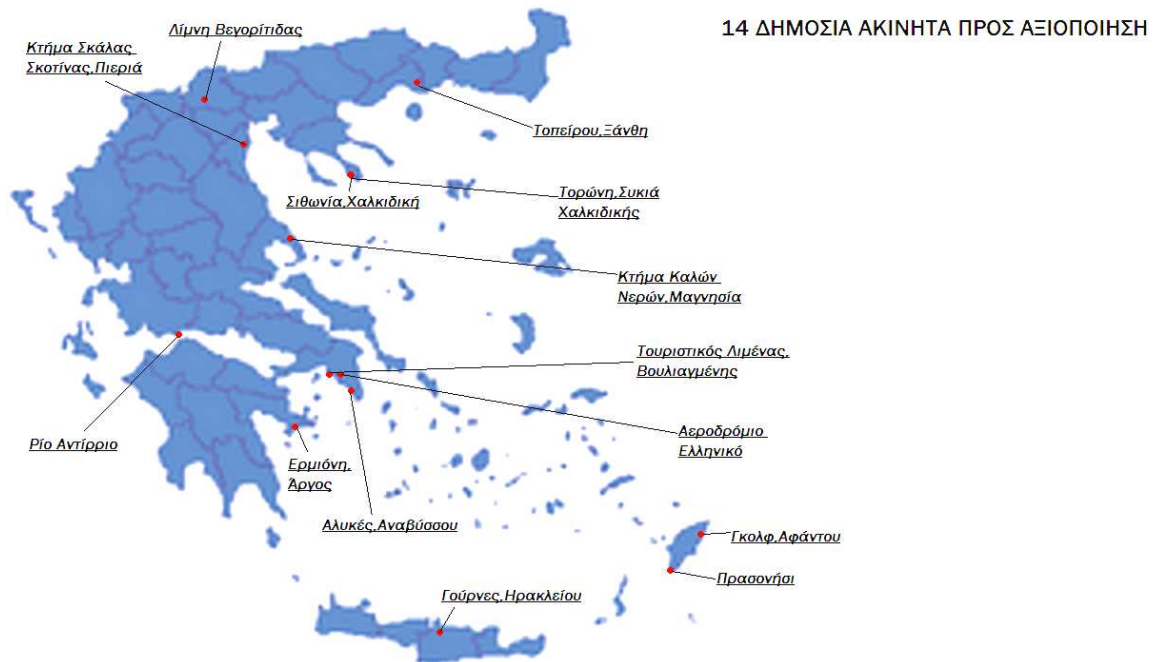 14 ΔΗΜΟΣΙΑ ΑΚΙΝΗΤΑ ΠΡΟΣ ΑΞΙΟΠΟΙΗΣΗ
Λίμνη Βεγορίτιδας
Κτήμα Σκάλας
Σκοτίνας,Πιεριά
Τοπείρου,Ξάνθη
Σιθωνία,Χαλκιδική
Τορώνη,Συκιά
Χαλκιδικής
Κτήμα Καλών
Νερών,Μαγνησία
Τουριστικός Λιμένας,
Βουλιαγμένης
Αεροδρόμιο
Ελληνικό
Ρίο Αντίρριο
Ερμιόνη,
Άργος
Αλυκές,Αναβύσσου
Γκολφ,Αφάντου
Πρασονήσι
Γούρνες,Ηρακλείου